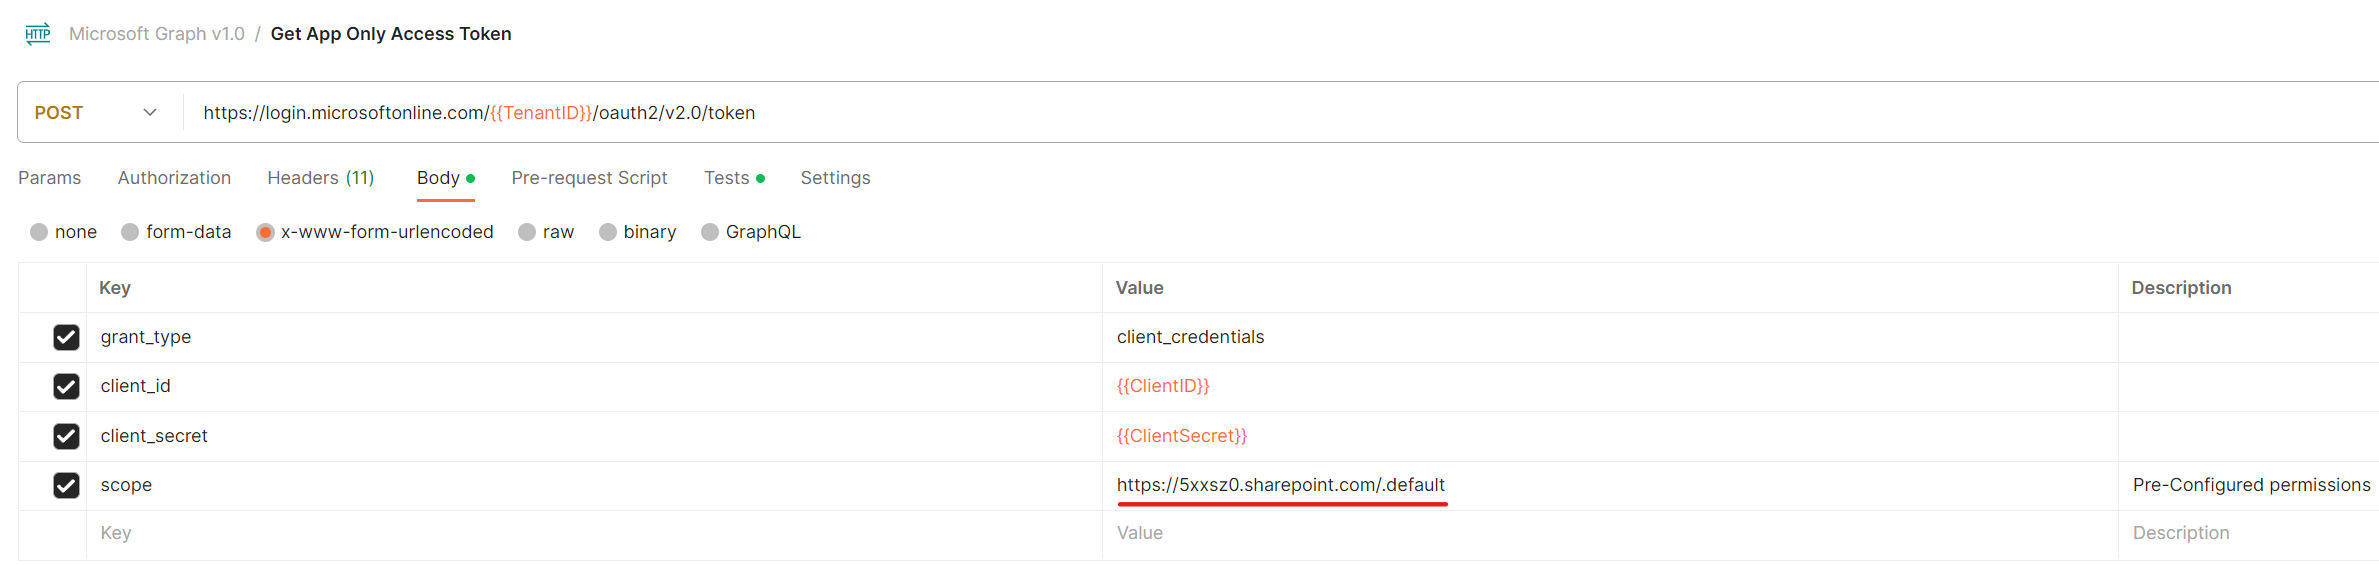 HTTP Microsoft Graph v1.0 / Get App Only Access Token
POST https://login.microsoftonline.com/{{TenantID}}/oauth2/v2.0/token
Params Authorization Headers (11) Body Pre-request Script Tests Settings
none form-data x-www-form-urlencoded raw binary GraphQL
Key Value Description
grant_type client_credentials
client_id {{ClientID}}
client_secret {{ClientSecret}}
scope https://5xxsz0.sharepoint.com/.default Pre-Configured permissions
Key Value Description